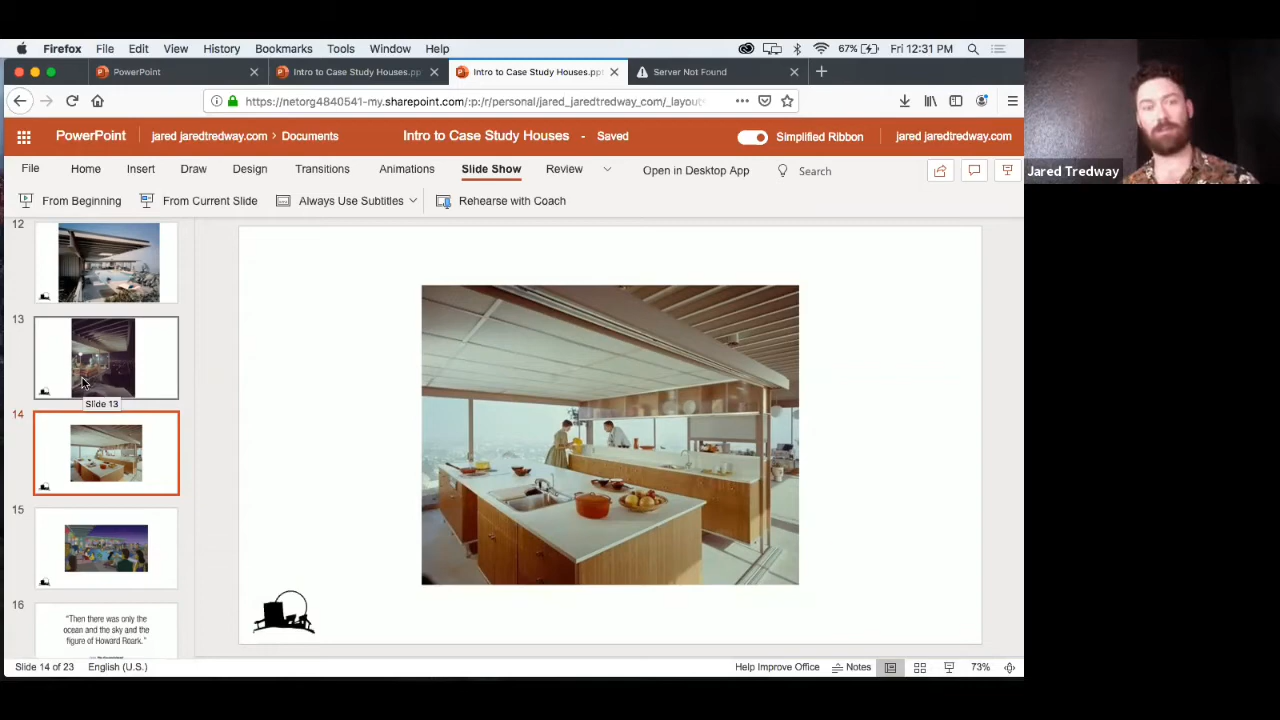 Firefox File Edit View History Bookmarks Tools Window Help 67% Fri 12:31 PM
PowerPoint Intro to Case Study Houses.pp Intro to Case Study Houses.ppt Server Not Found
https://netorg4840541-my.sharepoint.com/:p:/r/personal/jared_jaredtredway_com/_layout
PowerPoint jared jaredtredway.com > Documents Intro to Case Study Houses - Saved Simplified Ribbon jared jaredtredway.com
File Home Insert Draw Design Transitions Animations Slide Show Review Open in Desktop App Search
From Beginning From Current Slide Always Use Subtitles Rehearse with Coach
Jared Tredway
12
13
Slide 13
14
15
16
"Then there was only the
ocean and the sky and the
figure of Howard Roark."
Slide 14 of 23 English (U.S.) Help Improve Office Notes 73%